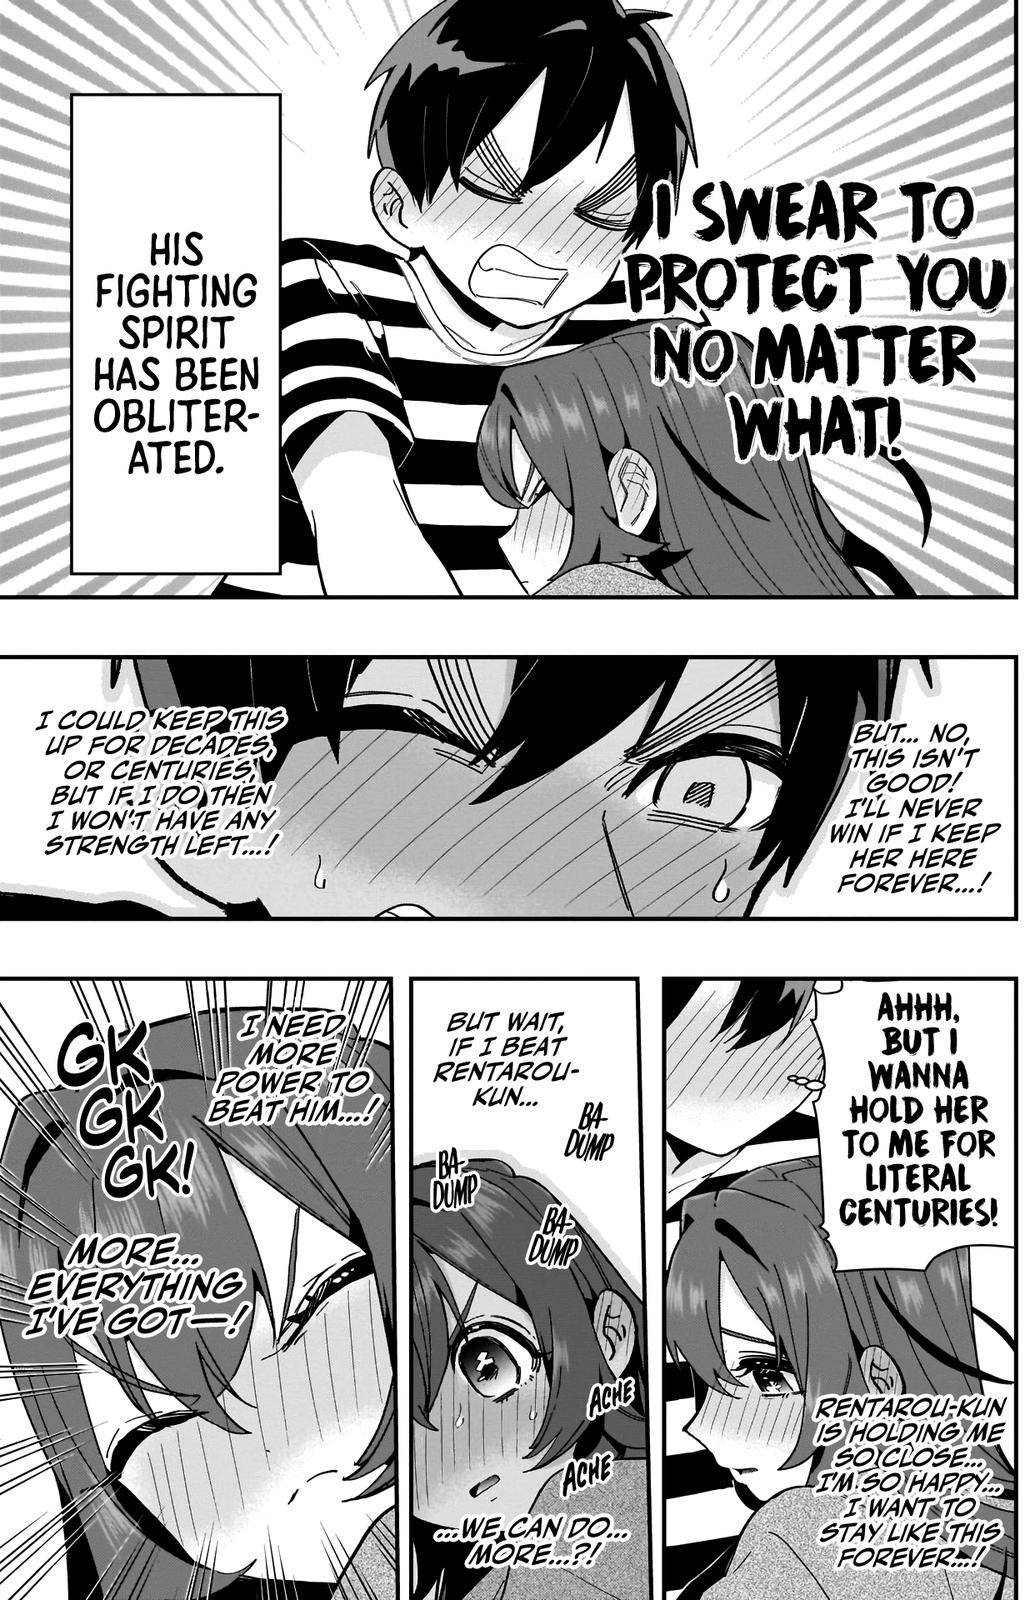 I SWEAR TO
PROTECT YOU
NO MATTER
WHAT!
HIS
FIGHTING
SPIRIT
HAS BEEN
OBLITER-
ATED.
BUT... NO,
THIS ISN'T
GOOD!
I'LL NEVER
WIN IF I KEEP
HER HERE
FOREVER...!
I COULD KEEP THIS
UP FOR DECADES,
OR CENTURIES,
BUT IF I DO THEN
I WON'T HAVE ANY
STRENGTH LEFT...!
AHHH,
BUT I
WANNA
HOLD HER
TO ME FOR
LITERAL
CENTURIES!
RENTAROU-KUN
IS HOLDING ME
SO CLOSE...
I'M SO HAPPY...
I WANT TO
STAY LIKE THIS
FOREVER...!
BUT WAIT,
IF I BEAT
RENTAROU-
KUN...
BA-
DUMP
BA-
DUMP
BA-
DUMP
ACHE
ACHE
...WE CAN DO...
MORE...?!
I NEED
MORE
POWER TO
BEAT HIM...!
GK
GK
GK!
MORE...
EVERYTHING
I'VE GOT—!